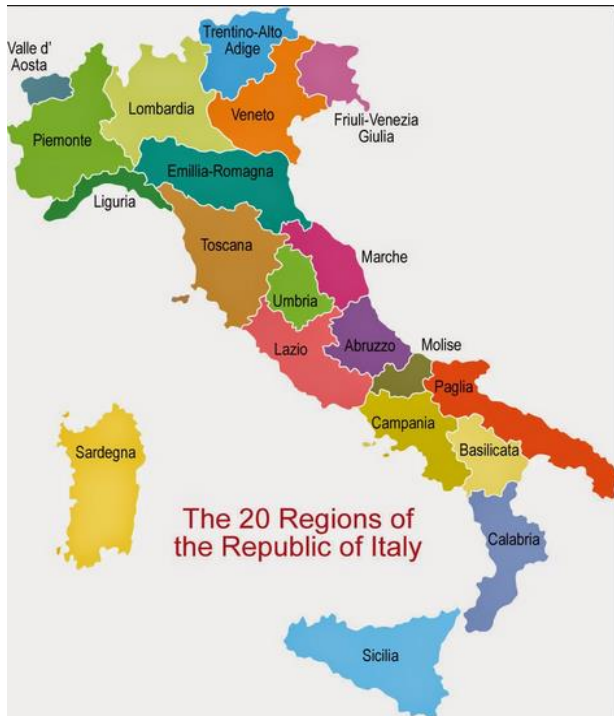 Trentino-Alto
Adige
Valle d'
Aosta
Lombardia
Veneto
Friuli-Venezia
Giulia
Piemonte
Emillia-Romagna
Liguria
Toscana
Marche
Umbria
Lazio
Abruzzo
Molise
Paglia
Campania
Basilicata
Sardegna
The 20 Regions of
the Republic of Italy
Calabria
Sicilia